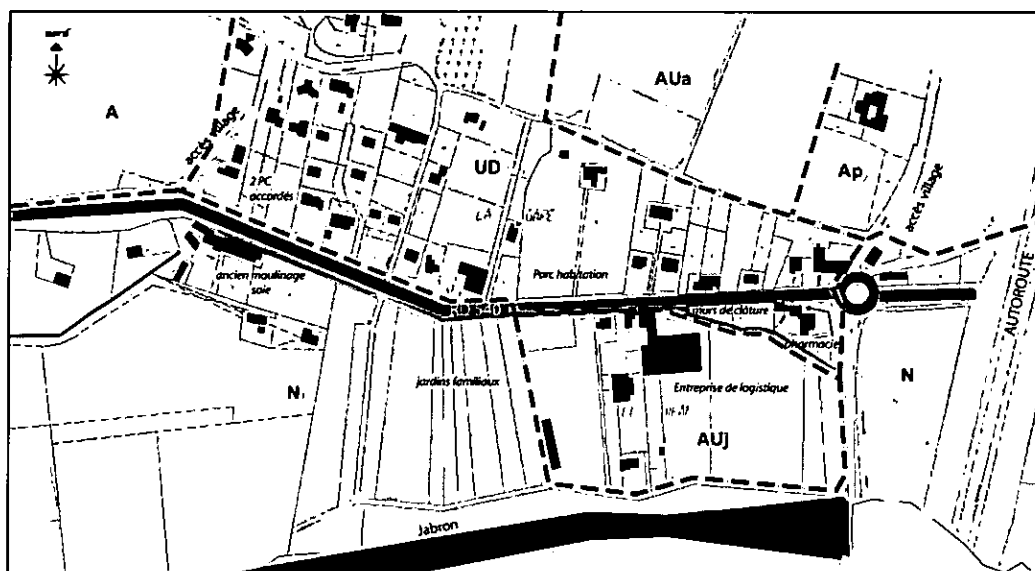 nord
A
AUa
accès village
UD
Ap
accès village
2 PC
accordés
Parc habitation
ancien moulinage
soie
RD 540
murs de clôture
pharmacie
AUTOROUTE
N
jardins familiaux
Entreprise de logistique
N
AUj
Jabron